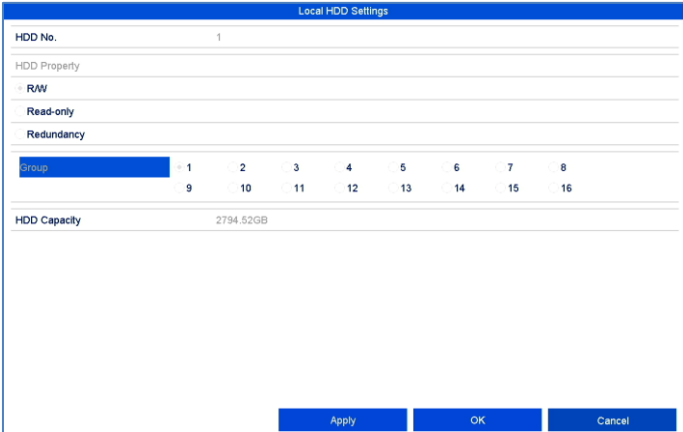 Local HDD Settings
HDD No. 1
HDD Property
R/W
Read-only
Redundancy
Group 1 2 3 4 5 6 7 8
9 10 11 12 13 14 15 16
HDD Capacity 2794.52GB
Apply OK Cancel